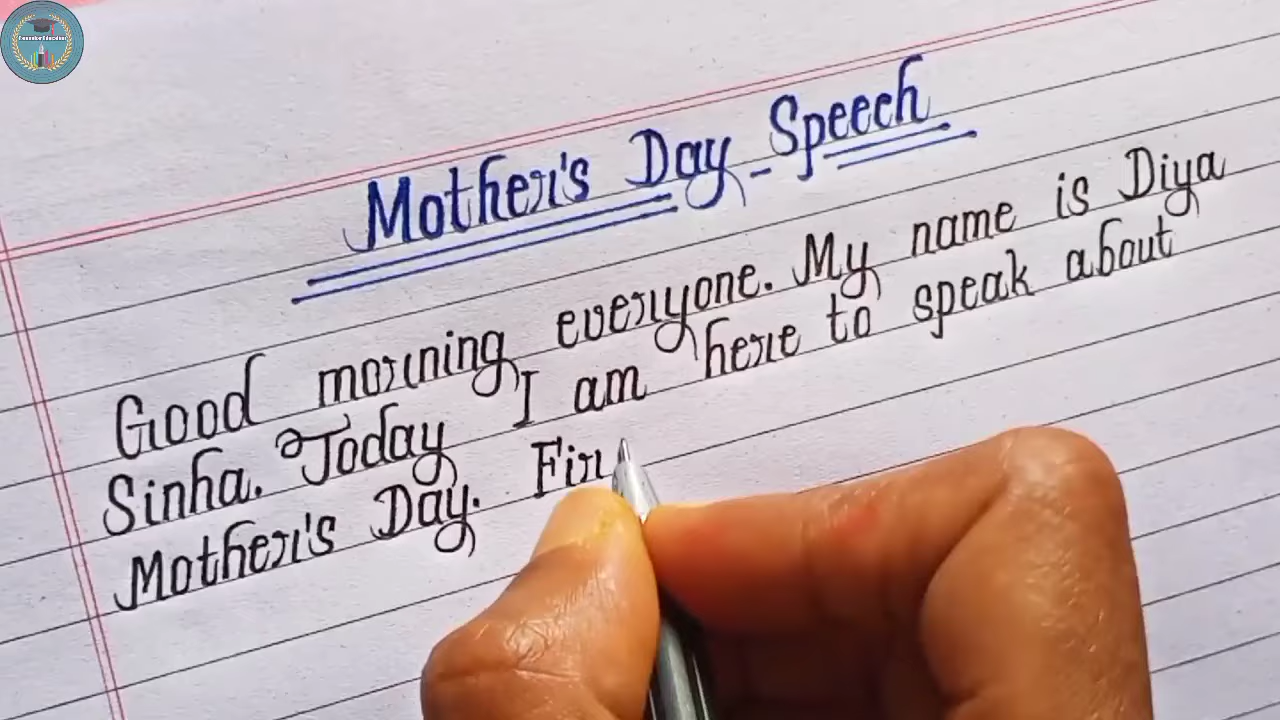 Mother's Day - Speech
Good morning everyone. My name is Diya
Sinha. Today I am here to speak about
Mother's Day. Fir